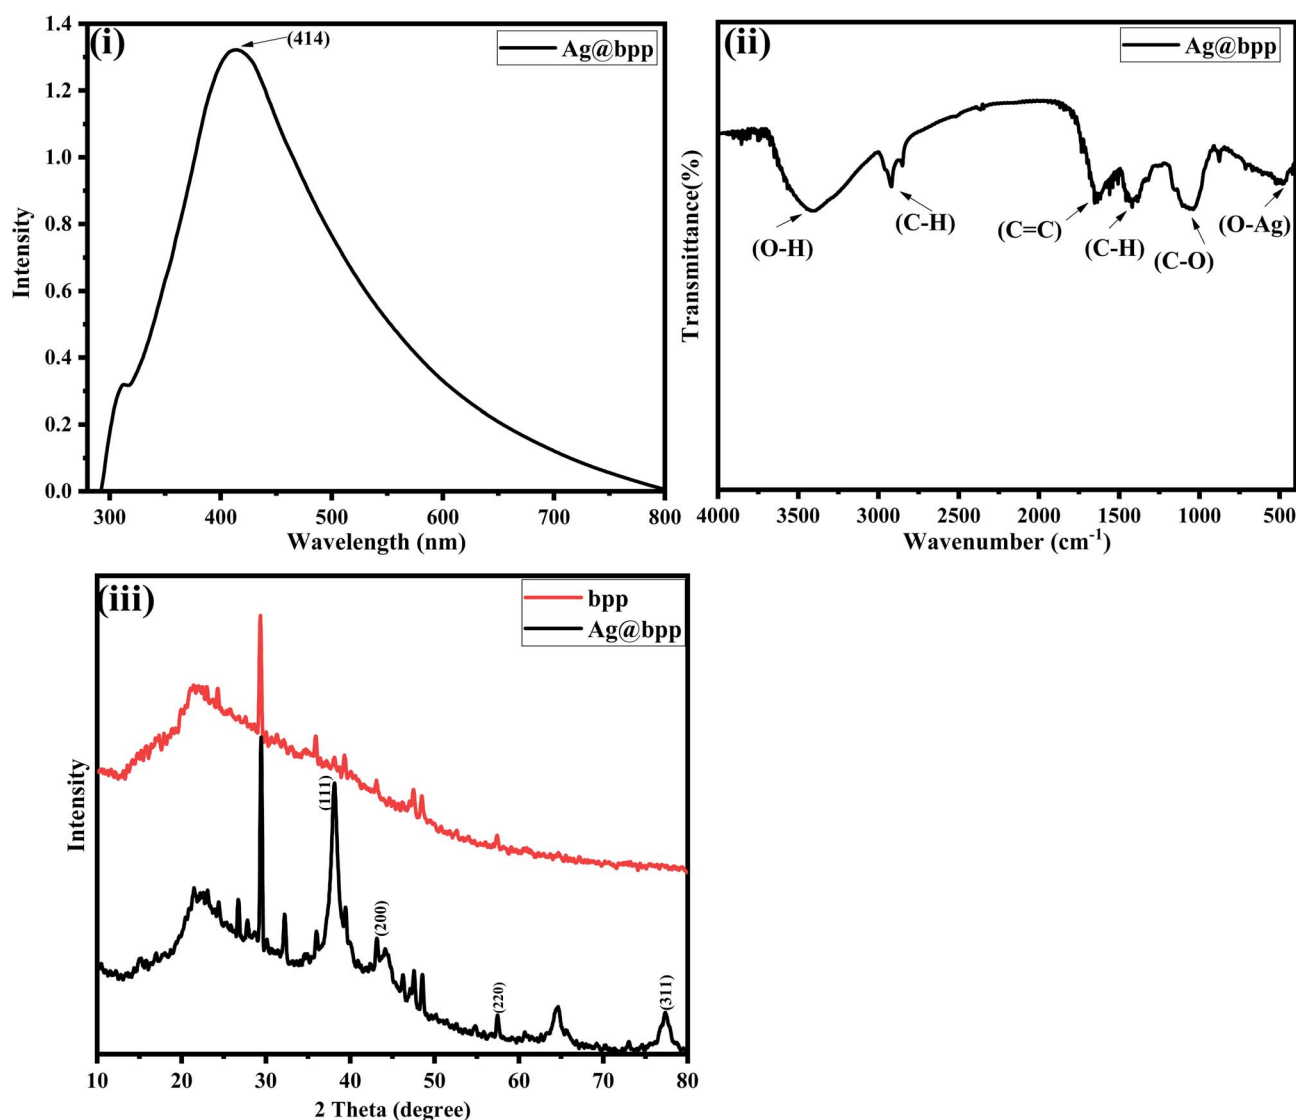 (i)
(414)
Ag@bpp
1.4
1.2
1.0
0.8
0.6
0.4
0.2
0.0
Intensity
300 400 500 600 700 800
Wavelength (nm)
(ii)
Ag@bpp
Transmittance(%)
(O-H)
(C-H)
(C=C)
(C-H)
(C-O)
(O-Ag)
4000 3500 3000 2500 2000 1500 1000 500
Wavenumber (cm-1)
(iii)
bpp
Ag@bpp
Intensity
(111)
(200)
(220)
(311)
10 20 30 40 50 60 70 80
2 Theta (degree)